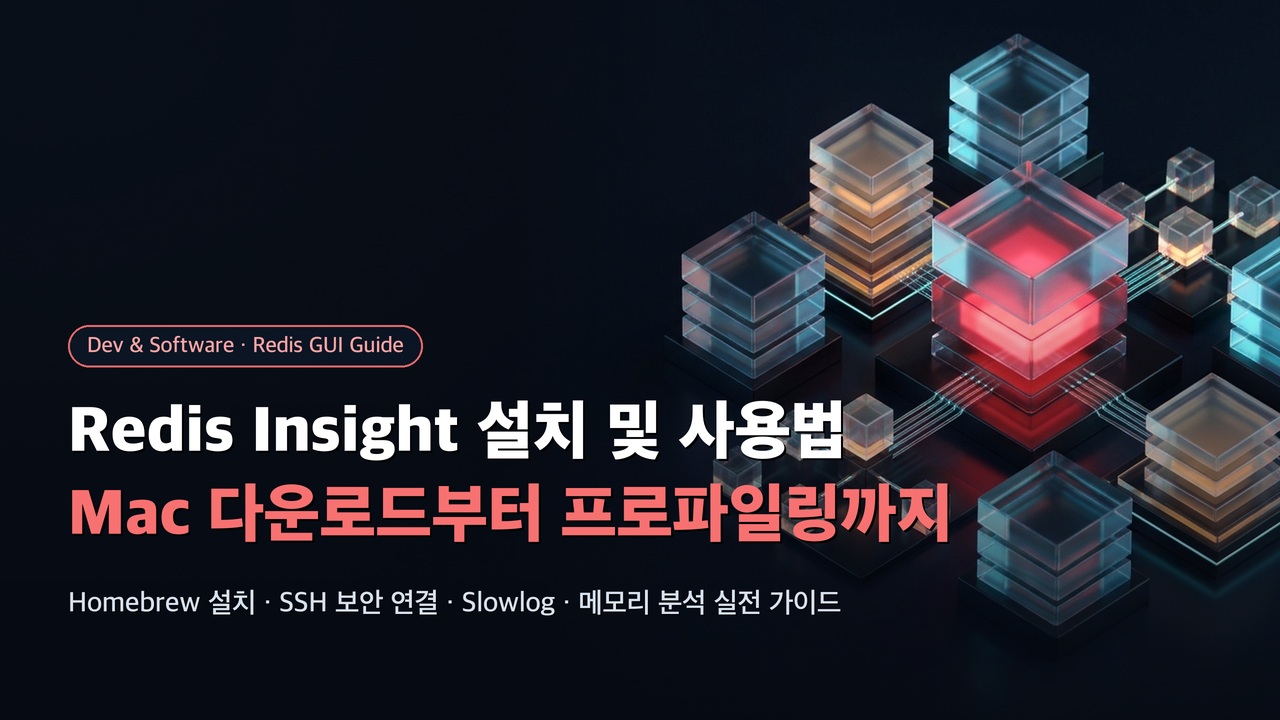 Dev & Software · Redis GUI Guide
Redis Insight 설치 및 사용법
Mac 다운로드부터 프로파일링까지
Homebrew 설치 · SSH 보안 연결 · Slowlog · 메모리 분석 실전 가이드